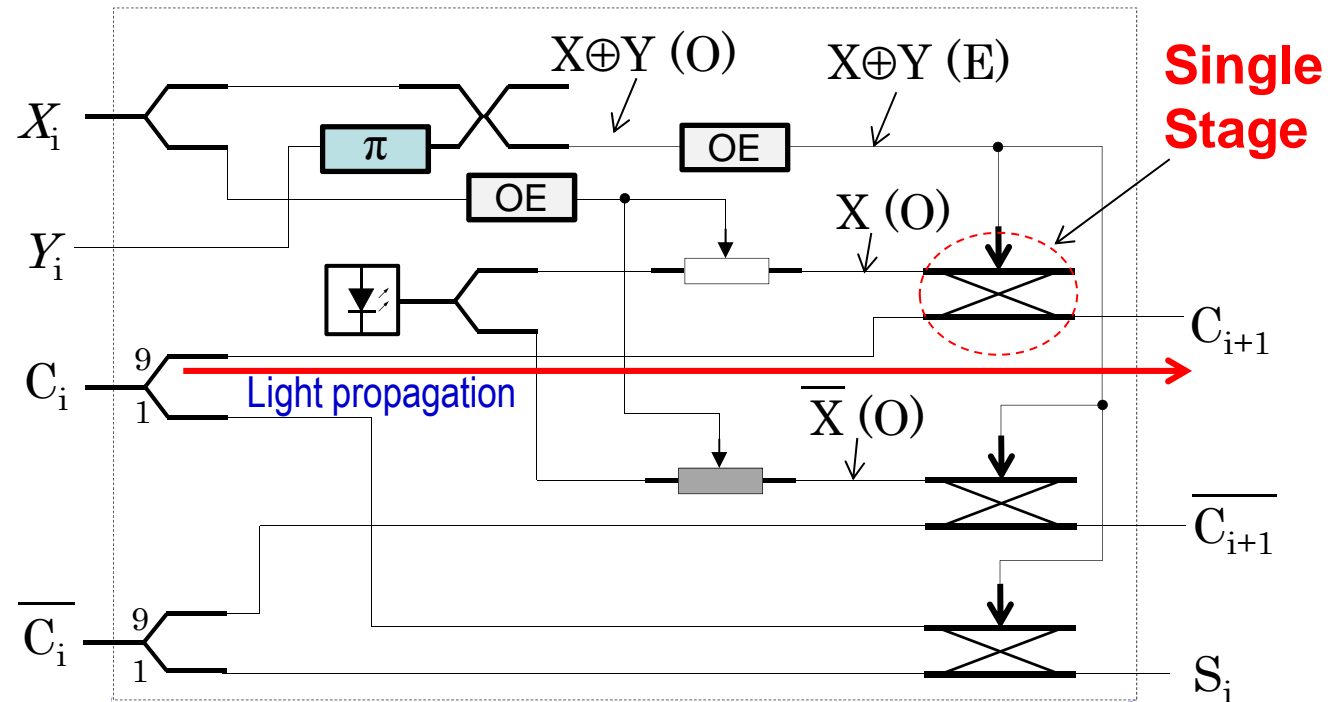 X⊕Y (O)
X⊕Y (E)
Single
Stage
Xᵢ
π
OE
OE
X (O)
Yᵢ
Cᵢ₊₁
9
Cᵢ
1
Light propagation
X̅ (O)
C̅ᵢ₊₁
9
C̅ᵢ
1
Sᵢ